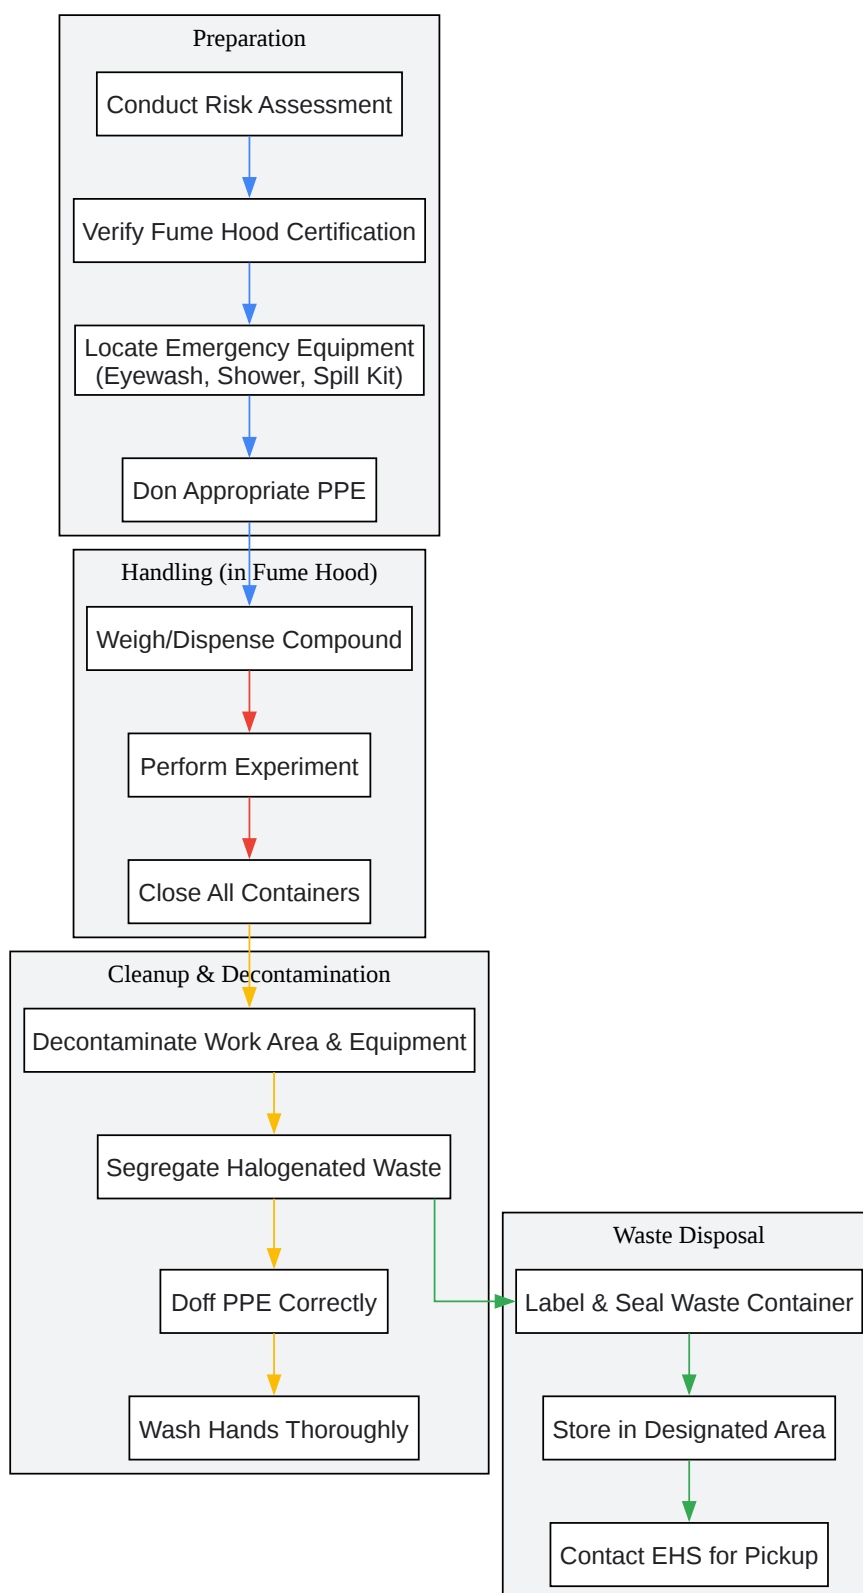 Preparation
Conduct Risk Assessment
Verify Fume Hood Certification
Locate Emergency Equipment
(Eyewash, Shower, Spill Kit)
Don Appropriate PPE
Handling (in Fume Hood)
Weigh/Dispense Compound
Perform Experiment
Close All Containers
Cleanup & Decontamination
Decontaminate Work Area & Equipment
Segregate Halogenated Waste
Doff PPE Correctly
Wash Hands Thoroughly
Waste Disposal
Label & Seal Waste Container
Store in Designated Area
Contact EHS for Pickup